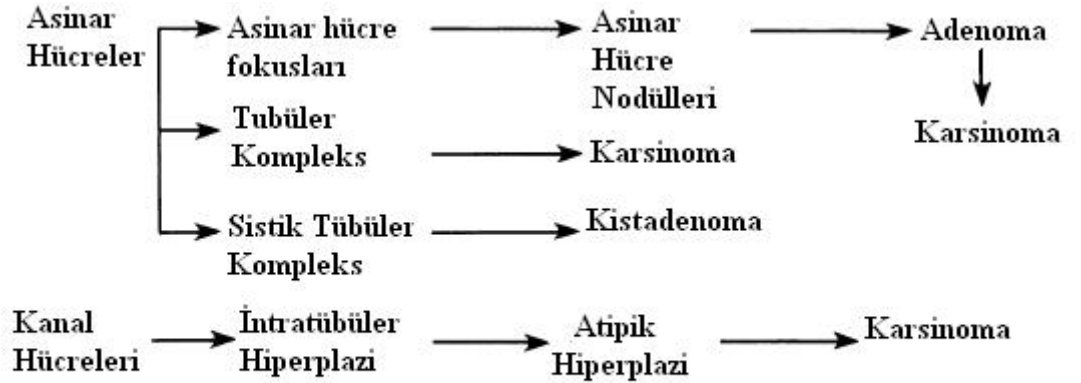 Asinar
Hücreler
Asinar hücre
fokusları
Asinar
Hücre
Nodülleri
Adenoma
Karsinoma
Tubüler
Kompleks
Karsinoma
Sistik Tübüler
Kompleks
Kistadenoma
Kanal
Hücreleri
İntratübüler
Hiperplazi
Atipik
Hiperplazi
Karsinoma